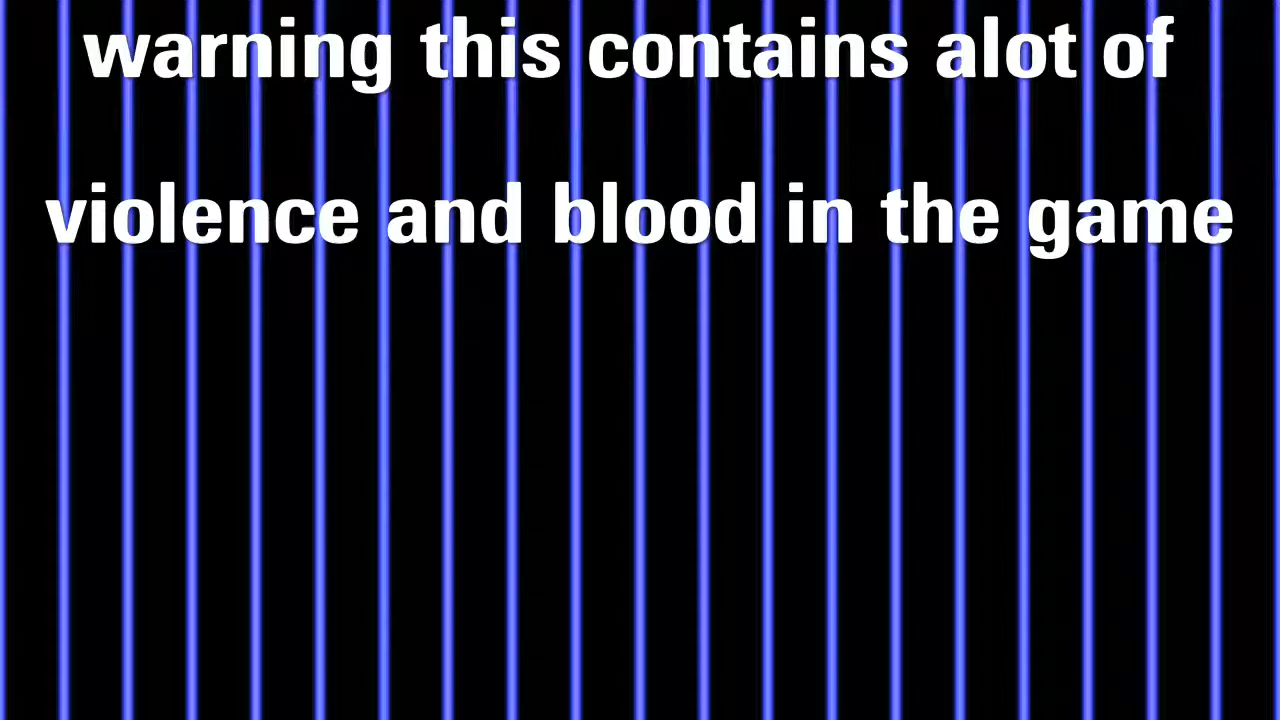 warning this contains alot of
violence and blood in the game